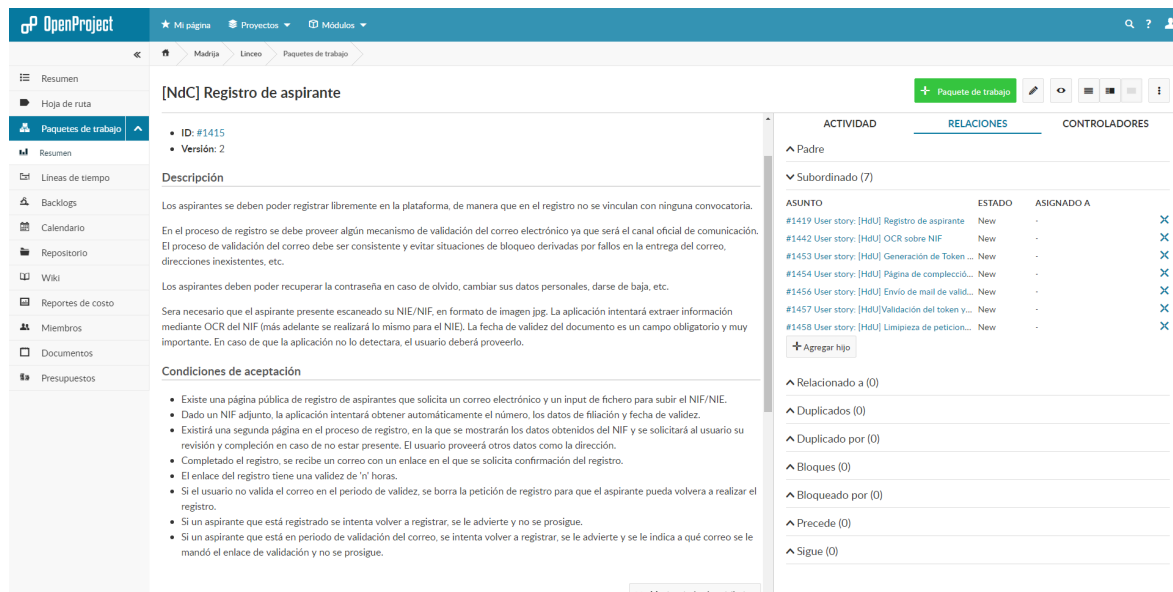 OpenProject
Mi página Proyectos Módulos
Madrija Linceo Paquetes de trabajo
Resumen
Hoja de ruta
Paquetes de trabajo
Resumen
Líneas de tiempo
Backlogs
Calendario
Repositorio
Wiki
Reportes de costo
Miembros
Documentos
Presupuestos
[NdC] Registro de aspirante
Paquete de trabajo
ID: #1415
Versión: 2
Descripción
Los aspirantes se deben poder registrar libremente en la plataforma, de manera que en el registro no se vinculan con ninguna convocatoria.
En el proceso de registro se debe proveer algún mecanismo de validación del correo electrónico ya que será el canal oficial de comunicación.
El proceso de validación del correo debe ser consistente y evitar situaciones de bloqueo derivadas por fallos en la entrega del correo,
direcciones inexistentes, etc.
Los aspirantes deben poder recuperar la contraseña en caso de olvido, cambiar sus datos personales, darse de baja, etc.
Sera necesario que el aspirante presente escaneado su NIE/NIF, en formato de imagen jpg. La aplicación intentará extraer información
mediante OCR del NIF (más adelante se realizará lo mismo para el NIE). La fecha de validez del documento es un campo obligatorio y muy
importante. En caso de que la aplicación no lo detectara, el usuario deberá proveerlo.
Condiciones de aceptación
Existe una página pública de registro de aspirantes que solicita un correo electrónico y un input de fichero para subir el NIF/NIE.
Dado un NIF adjunto, la aplicación intentará obtener automáticamente el número, los datos de filiación y fecha de validez.
Existirá una segunda página en el proceso de registro, en la que se mostrarán los datos obtenidos del NIF y se solicitará al usuario su
revisión y compleción en caso de no estar presente. El usuario proveerá otros datos como la dirección.
Completado el registro, se recibe un correo con un enlace en el que se solicita confirmación del registro.
El enlace del registro tiene una validez de 'n' horas.
Si el usuario no valida el correo en el periodo de validez, se borra la petición de registro para que el aspirante pueda volvera a realizar el
registro.
Si un aspirante que está registrado se intenta volver a registrar, se le advierte y no se prosigue.
Si un aspirante que está en periodo de validación del correo, se intenta volver a registrar, se le advierte y se le indica a qué correo se le
mandó el enlace de validación y no se prosigue.
ACTIVIDAD RELACIONES CONTROLADORES
Padre
Subordinado (7)
ASUNTO ESTADO ASIGNADO A
#1419 User story: [HdU] Registro de aspirante New -
#1442 User story: [HdU] OCR sobre NIF New -
#1453 User story: [HdU] Generación de Token ... New -
#1454 User story: [HdU] Página de complecció... New -
#1456 User story: [HdU] Envío de mail de valid... New -
#1457 User story: [HdU]Validación del token y... New -
#1458 User story: [HdU] Limipieza de peticion... New -
Agregar hijo
Relacionado a (0)
Duplicados (0)
Duplicado por (0)
Bloques (0)
Bloqueado por (0)
Precede (0)
Sigue (0)